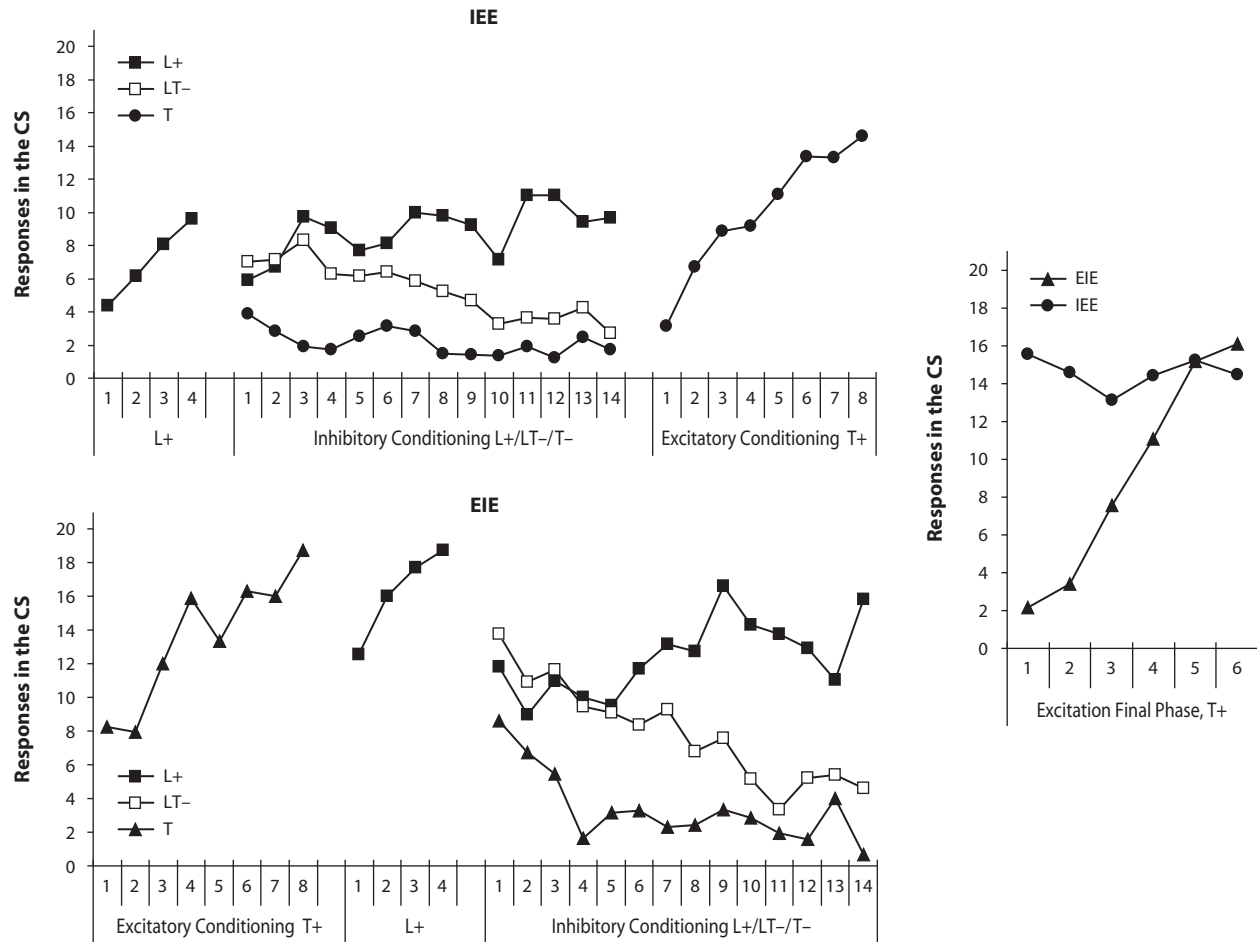 IEE
Responses in the CS
20
18
16
14
12
10
8
6
4
2
0
L+
LT–
T
1 2 3 4 1 2 3 4 5 6 7 8 9 10 11 12 13 14 1 2 3 4 5 6 7 8
L+ Inhibitory Conditioning L+/LT–/T– Excitatory Conditioning T+
EIE
Responses in the CS
20
18
16
14
12
10
8
6
4
2
0
L+
LT–
T
1 2 3 4 5 6 7 8 1 2 3 4 1 2 3 4 5 6 7 8 9 10 11 12 13 14
Excitatory Conditioning T+ L+ Inhibitory Conditioning L+/LT–/T–
Responses in the CS
20
18
16
14
12
10
8
6
4
2
0
EIE
IEE
1 2 3 4 5 6
Excitation Final Phase, T+